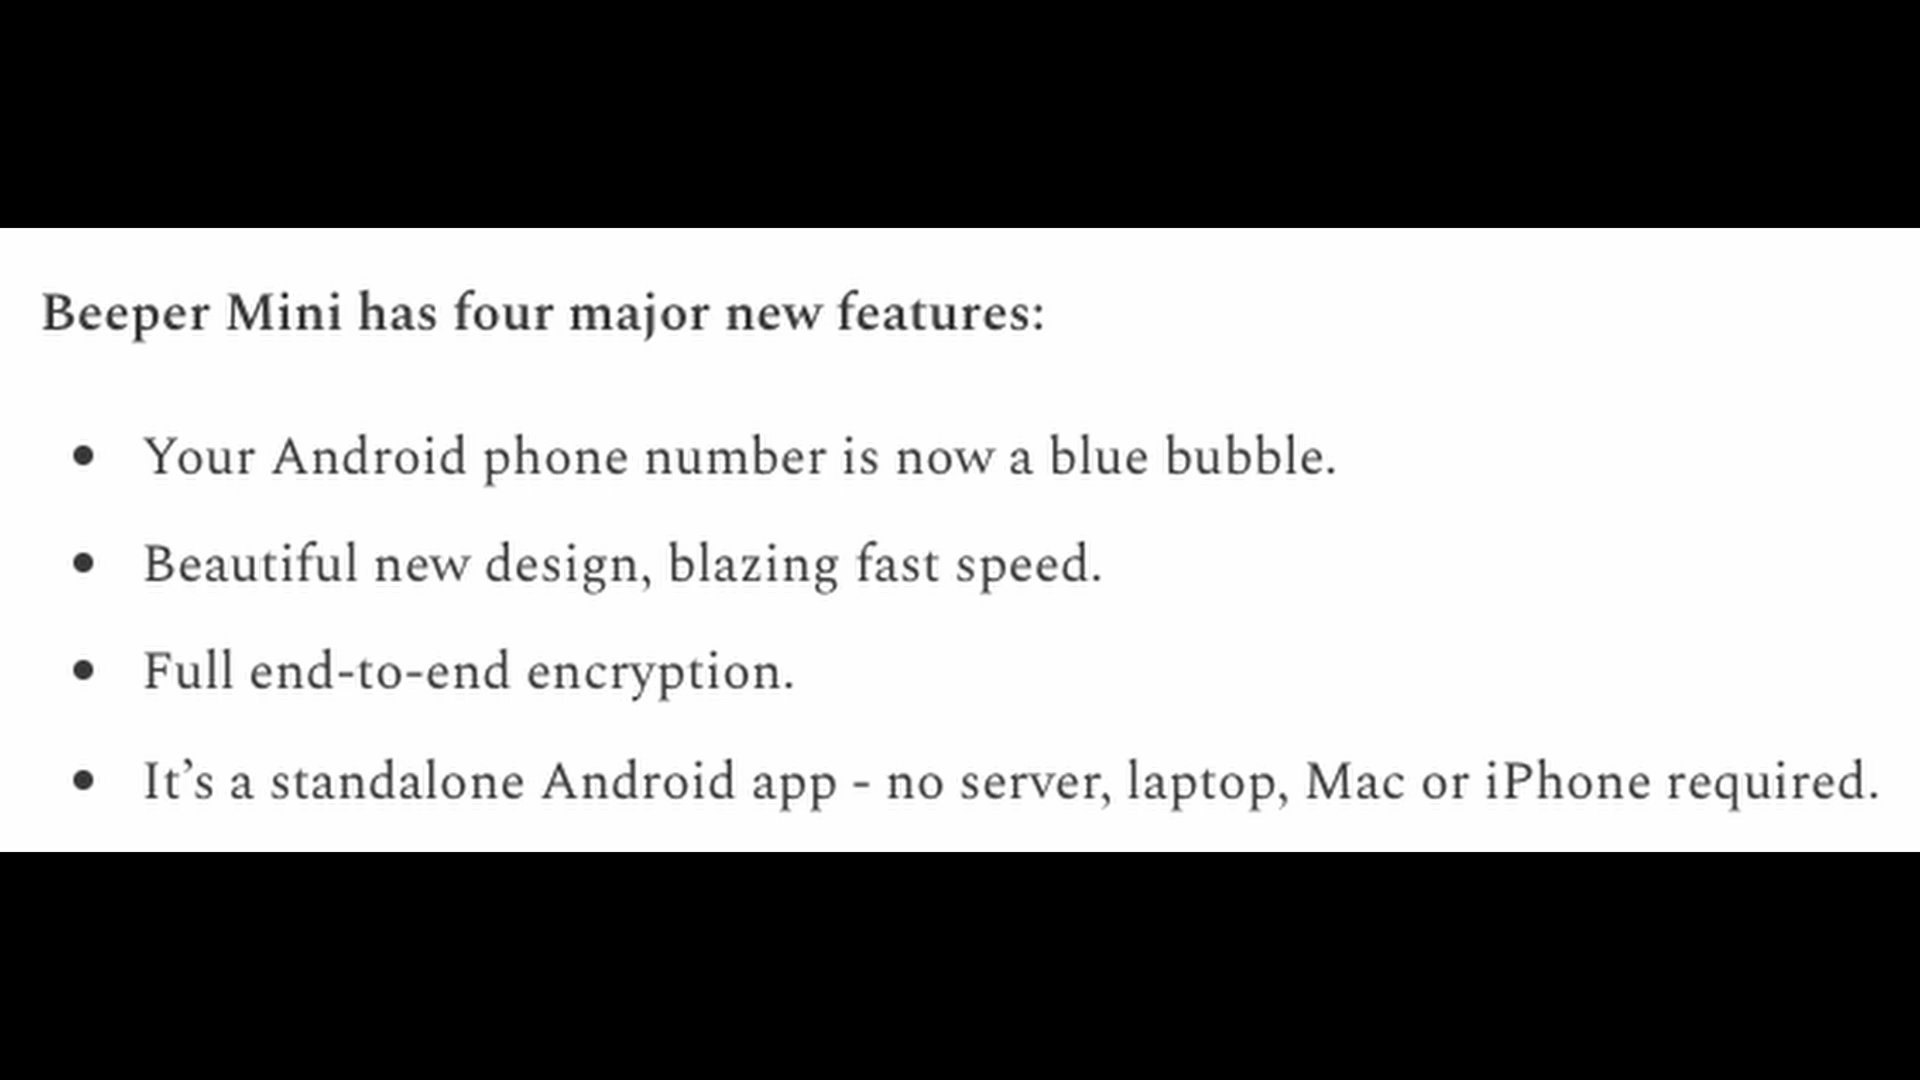 Beeper Mini has four major new features:
• Your Android phone number is now a blue bubble.
• Beautiful new design, blazing fast speed.
• Full end-to-end encryption.
• It’s a standalone Android app - no server, laptop, Mac or iPhone required.